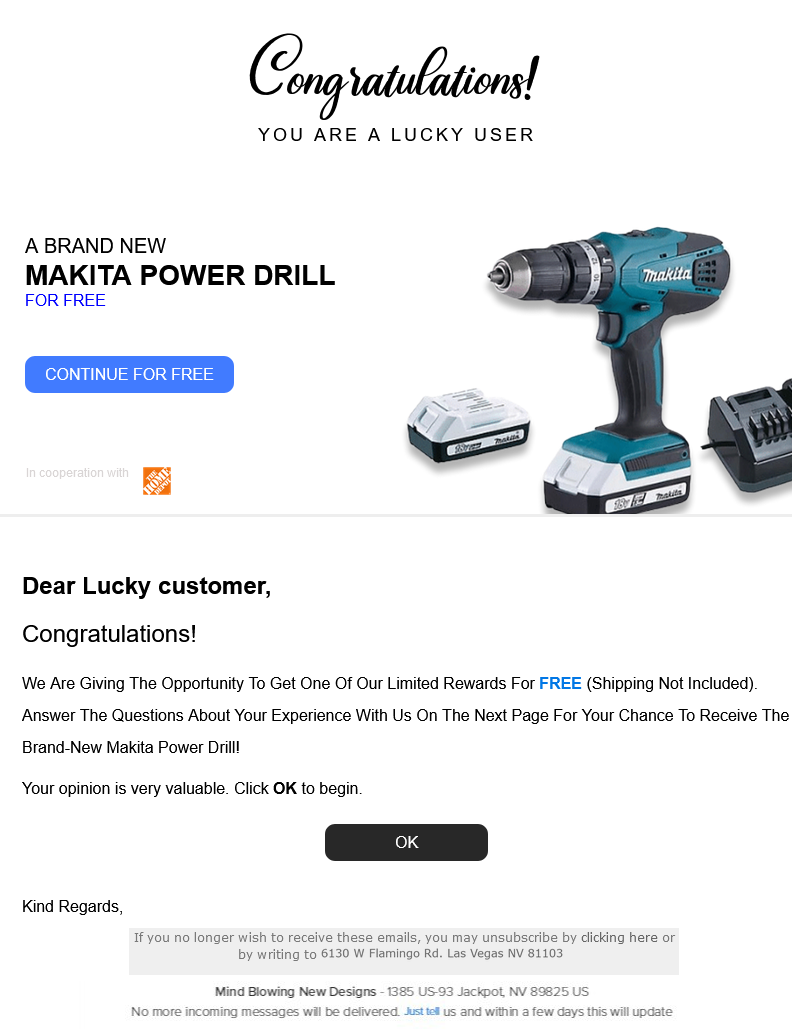 Congratulations!
YOU ARE A LUCKY USER
A BRAND NEW
MAKITA POWER DRILL
FOR FREE
CONTINUE FOR FREE
In cooperation with
THE HOME DEPOT
Makita
Makita
18V
Makita
Dear Lucky customer,
Congratulations!
We Are Giving The Opportunity To Get One Of Our Limited Rewards For FREE (Shipping Not Included).
Answer The Questions About Your Experience With Us On The Next Page For Your Chance To Receive The
Brand-New Makita Power Drill!
Your opinion is very valuable. Click OK to begin.
OK
Kind Regards,
If you no longer wish to receive these emails, you may unsubscribe by clicking here or
by writing to 6130 W Flamingo Rd. Las Vegas NV 81103
Mind Blowing New Designs - 1385 US-93 Jackpot, NV 89825 US
No more incoming messages will be delivered. Just tell us and within a few days this will update